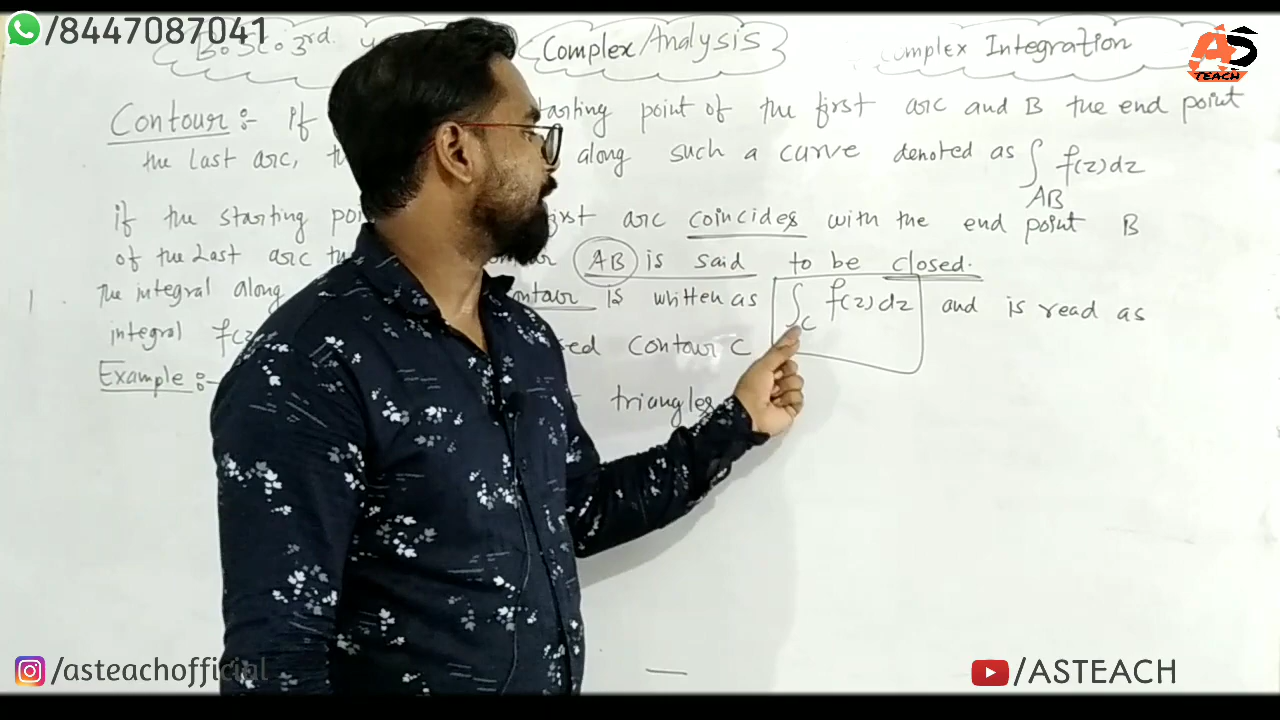 /8447087041
B.Sc. 3rd
Complex Analysis
Complex Integration
AS
TEACH
Contour :- if starting point of the first arc and B the end point
the Last arc, along such a curve denoted as ∫AB f(z)dz
if the starting first arc coincides with the end point B
of the Last arc AB is said to be closed.
The integral along contour is written as ∫c f(z)dz and is read as
integral contour c
Example :- triangles
/asteachofficial
/ASTEACH